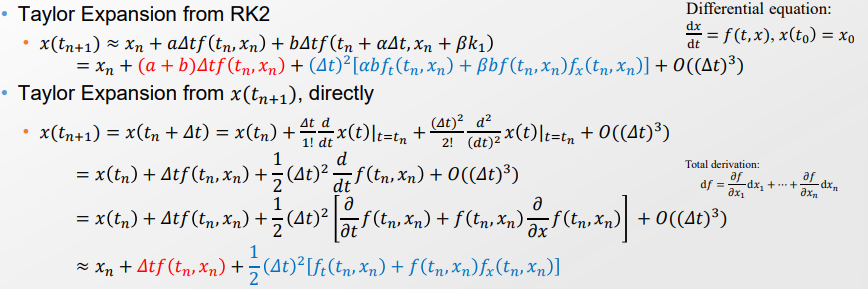 • Taylor Expansion from RK2
Differential equation:
dx/dt = f(t, x), x(t₀) = x₀
• x(tₙ₊₁) ≈ xₙ + aΔtf(tₙ, xₙ) + bΔtf(tₙ + αΔt, xₙ + βk₁)
= xₙ + (a + b)Δtf(tₙ, xₙ) + (Δt)²[αbfₜ(tₙ, xₙ) + βbf(tₙ, xₙ)fₓ(tₙ, xₙ)] + O((Δt)³)
• Taylor Expansion from x(tₙ₊₁), directly
• x(tₙ₊₁) = x(tₙ + Δt) = x(tₙ) + Δt/1! d/dt x(t)|ₜ₌ₜₙ + (Δt)²/2! d²/(dt)² x(t)|ₜ₌ₜₙ + O((Δt)³)
= x(tₙ) + Δtf(tₙ, xₙ) + 1/2 (Δt)² d/dt f(tₙ, xₙ) + O((Δt)³)
Total derivation:
df = ∂f/∂x₁ dx₁ + ⋯ + ∂f/∂xₙ dxₙ
= x(tₙ) + Δtf(tₙ, xₙ) + 1/2 (Δt)² [∂/∂t f(tₙ, xₙ) + f(tₙ, xₙ) ∂/∂x f(tₙ, xₙ)] + O((Δt)³)
≈ xₙ + Δtf(tₙ, xₙ) + 1/2 (Δt)²[fₜ(tₙ, xₙ) + f(tₙ, xₙ)fₓ(tₙ, xₙ)]